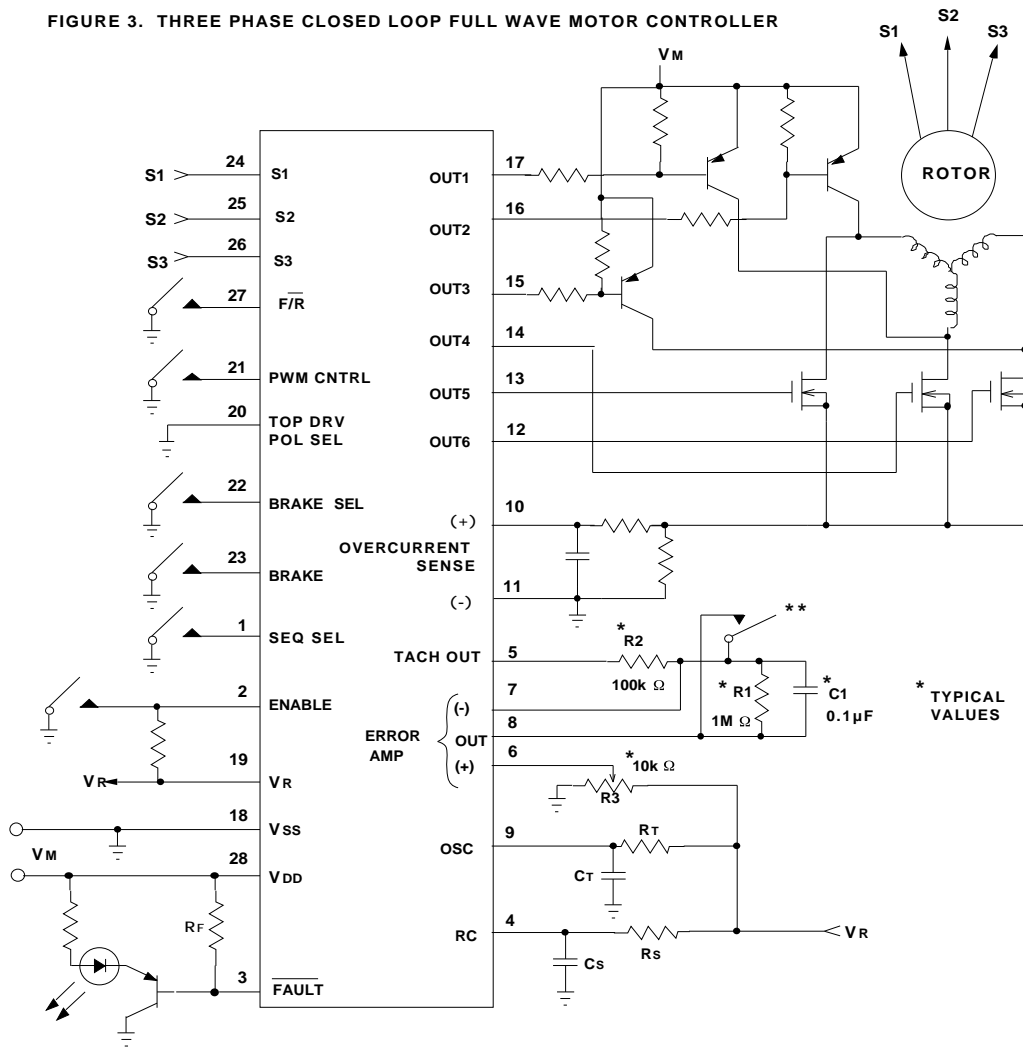 FIGURE 3. THREE PHASE CLOSED LOOP FULL WAVE MOTOR CONTROLLER
S1
S2
S3
ROTOR
VM
S1 24 S1
S2 25 S2
S3 26 S3
27 F/R
21 PWM CNTRL
20 TOP DRV
POL SEL
22 BRAKE SEL
23 BRAKE
1 SEQ SEL
2 ENABLE
VR 19 VR
18 VSS
VM
28 VDD
RF
3 FAULT
OUT1 17
OUT2 16
OUT3 15
OUT4 14
OUT5 13
OUT6 12
(+) 10
OVERCURRENT
SENSE
(-) 11
TACH OUT 5
* R2
100k Ω
**
* R1
1M Ω
* C1
0.1µF
* TYPICAL
VALUES
ERROR
AMP
(-) 7
OUT 8
(+) 6
* 10k Ω
R3
OSC 9
RT
CT
RC 4
RS
CS
VR